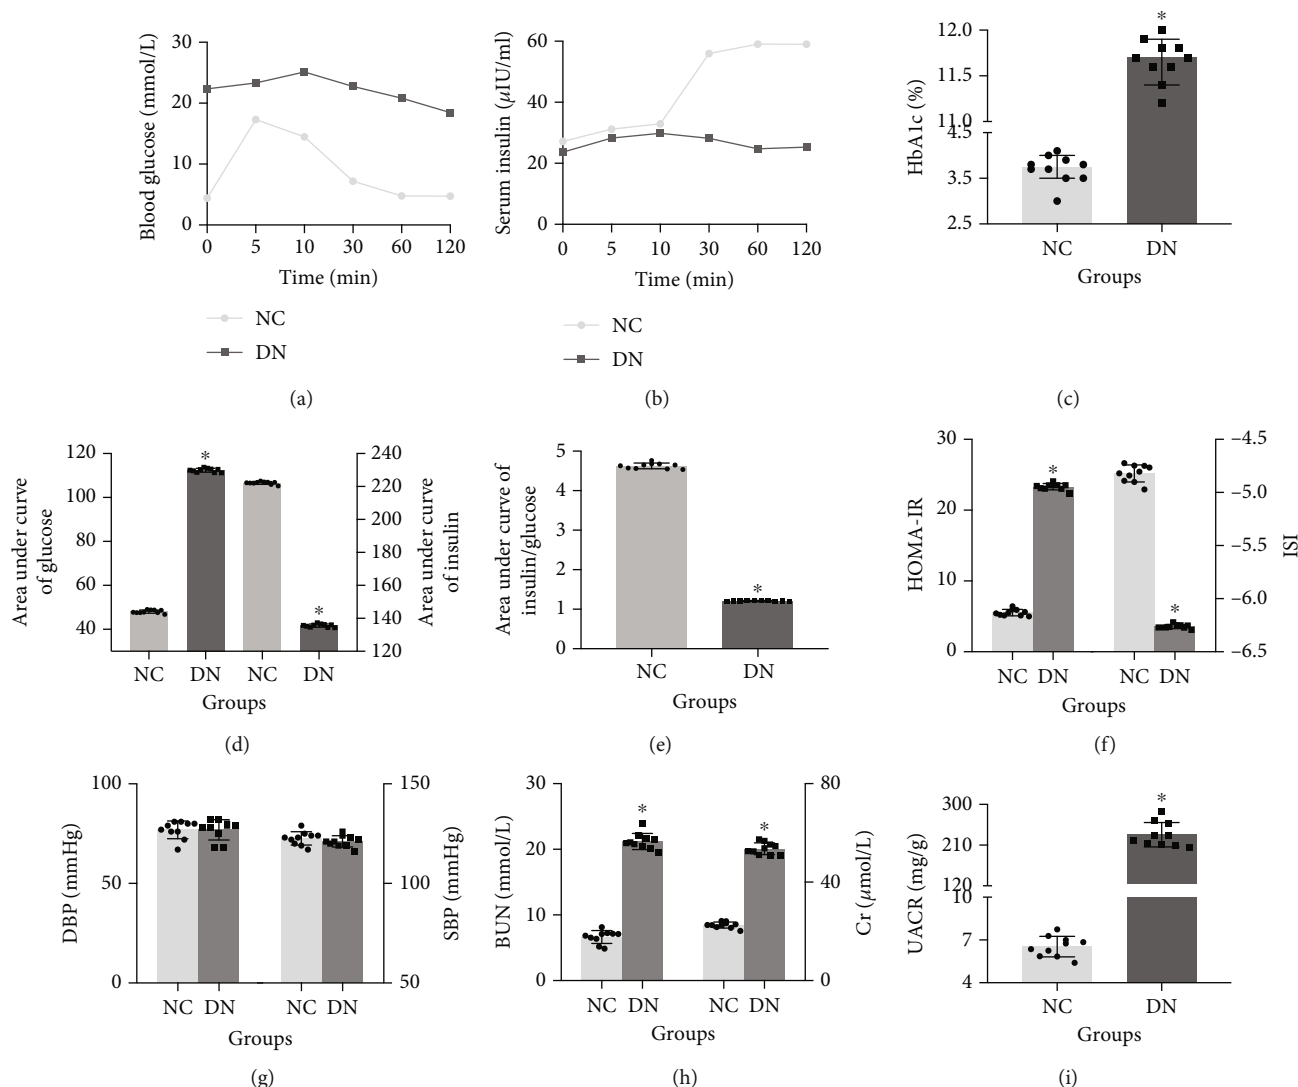 Blood glucose (mmol/L)
30
20
10
0
0 5 10 30 60 120
Time (min)
NC
DN
(a)
Serum insulin (μIU/ml)
60
40
20
0
0 5 10 30 60 120
Time (min)
NC
DN
(b)
HbA1c (%)
12.0
11.5
11.0
4.5
3.5
2.5
*
NC DN
Groups
(c)
Area under curve
of glucose
120
100
80
60
40
* *
240
220
200
180
160
140
120
Area under curve
of insulin
NC DN NC DN
Groups
(d)
Area under curve of
insulin/glucose
5
4
3
2
1
0
*
NC DN
Groups
(e)
HOMA-IR
30
20
10
0
* *
−4.5
−5.0
−5.5
−6.0
−6.5
ISI
NC DN NC DN
Groups
(f)
DBP (mmHg)
100
50
0
150
100
50
SBP (mmHg)
NC DN NC DN
Groups
(g)
BUN (mmol/L)
30
20
10
0
* *
80
40
0
Cr (μmol/L)
NC DN NC DN
Groups
(h)
UACR (mg/g)
300
210
120
10
7
4
*
NC DN
Groups
(i)